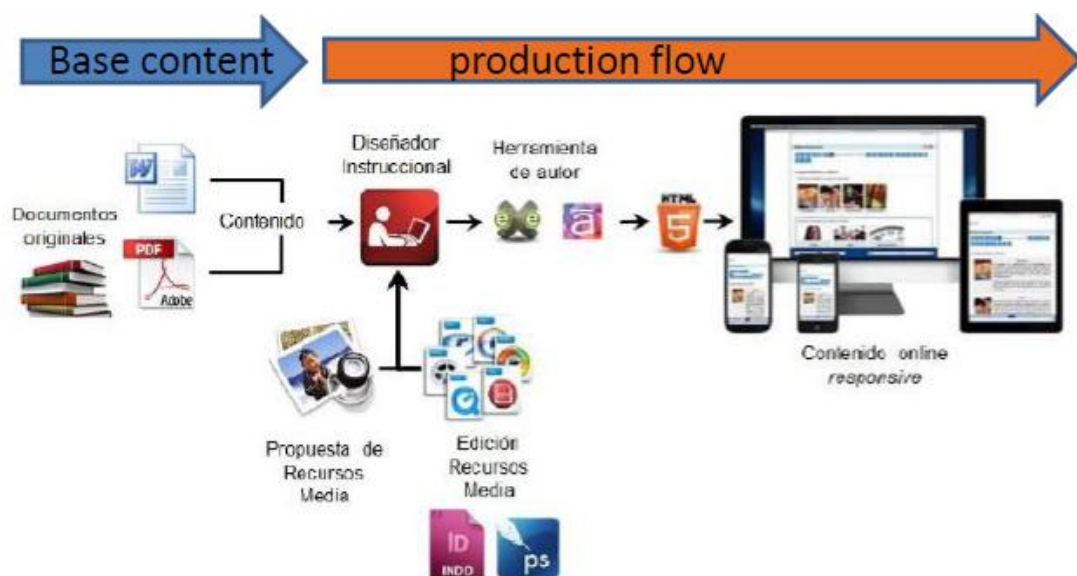 Base content
production flow
Documentos
originales
W
PDF
Adobe
Contenido
Diseñador
Instruccional
Herramienta
de autor
eXe
a
HTML
5
Contenido online
responsive
Propuesta de
Recursos
Media
Edición
Recursos
Media
ID
INDD
ps